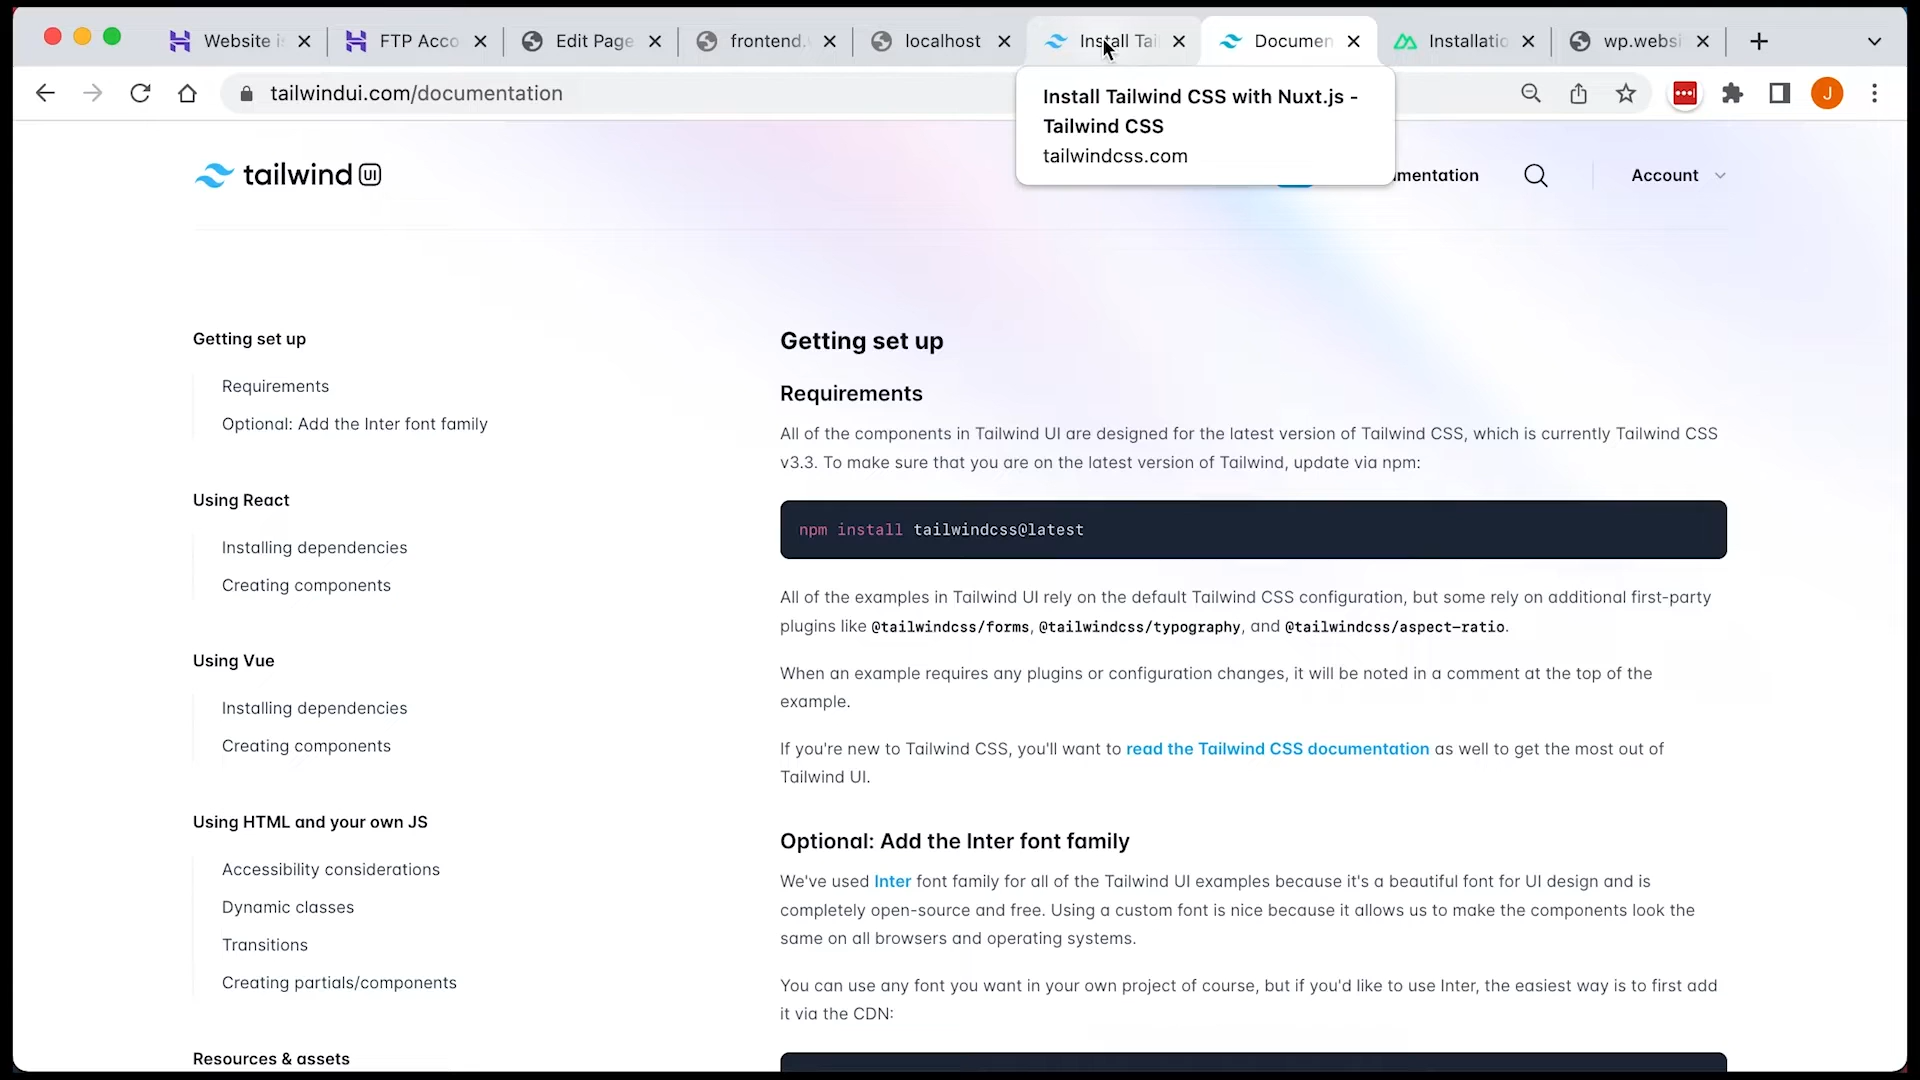 Website i
FTP Acco
Edit Page
frontend.
localhost
Install Tai
Documen
Installatio
wp.websi
tailwindui.com/documentation
J
Install Tailwind CSS with Nuxt.js -
Tailwind CSS
tailwindcss.com
tailwind UI
mentation
Account
Getting set up
Requirements
Optional: Add the Inter font family
Using React
Installing dependencies
Creating components
Using Vue
Installing dependencies
Creating components
Using HTML and your own JS
Accessibility considerations
Dynamic classes
Transitions
Creating partials/components
Resources & assets
Getting set up
Requirements
All of the components in Tailwind UI are designed for the latest version of Tailwind CSS, which is currently Tailwind CSS
v3.3. To make sure that you are on the latest version of Tailwind, update via npm:
npm install tailwindcss@latest
All of the examples in Tailwind UI rely on the default Tailwind CSS configuration, but some rely on additional first-party
plugins like @tailwindcss/forms, @tailwindcss/typography, and @tailwindcss/aspect-ratio.
When an example requires any plugins or configuration changes, it will be noted in a comment at the top of the
example.
If you're new to Tailwind CSS, you'll want to read the Tailwind CSS documentation as well to get the most out of
Tailwind UI.
Optional: Add the Inter font family
We've used Inter font family for all of the Tailwind UI examples because it's a beautiful font for UI design and is
completely open-source and free. Using a custom font is nice because it allows us to make the components look the
same on all browsers and operating systems.
You can use any font you want in your own project of course, but if you'd like to use Inter, the easiest way is to first add
it via the CDN: